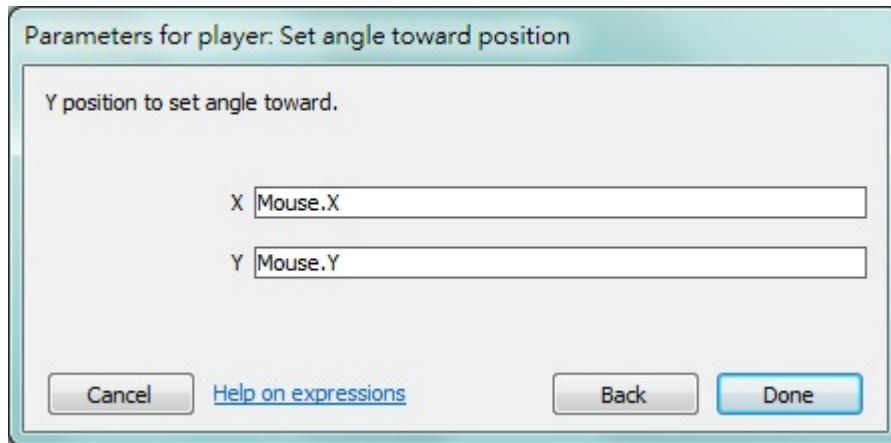 Parameters for player: Set angle toward position
Y position to set angle toward.
X Mouse.X
Y Mouse.Y
Cancel Help on expressions Back Done